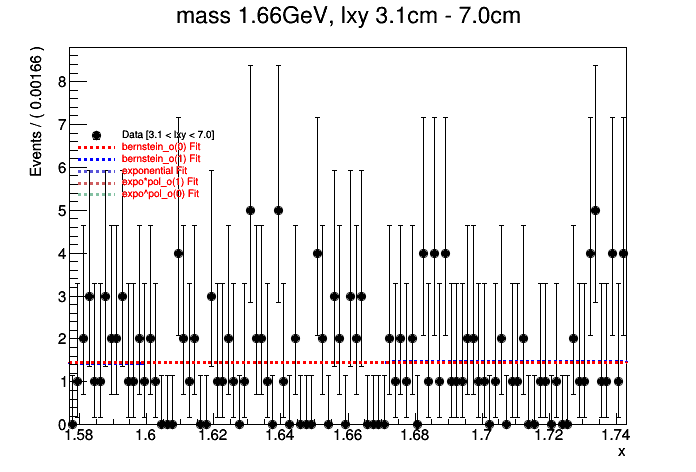 mass 1.66GeV, lxy 3.1cm - 7.0cm
Events / ( 0.00166 )
8
7
6
5
4
3
2
1
0
Data [3.1 < lxy < 7.0]
bernstein_o(0) Fit
bernstein_o(1) Fit
exponential Fit
expo*pol_o(1) Fit
expo^pol_o(0) Fit
1.58 1.6 1.62 1.64 1.66 1.68 1.7 1.72 1.74
x